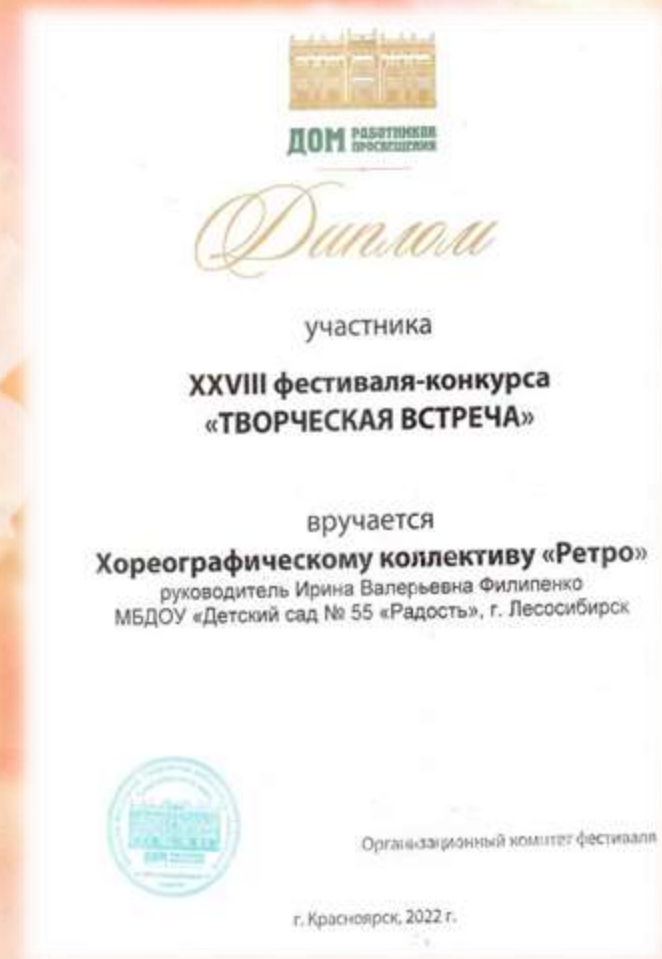 ДОМ РАБОТНИКОВ
ПРОСВЕЩЕНИЯ
Диплом
участника
XXVIII фестиваля-конкурса
«ТВОРЧЕСКАЯ ВСТРЕЧА»
вручается
Хореографическому коллективу «Ретро»
руководитель Ирина Валерьевна Филипенко
МБДОУ «Детский сад № 55 «Радость», г. Лесосибирск
Организационный комитет фестиваля
г. Красноярск, 2022 г.